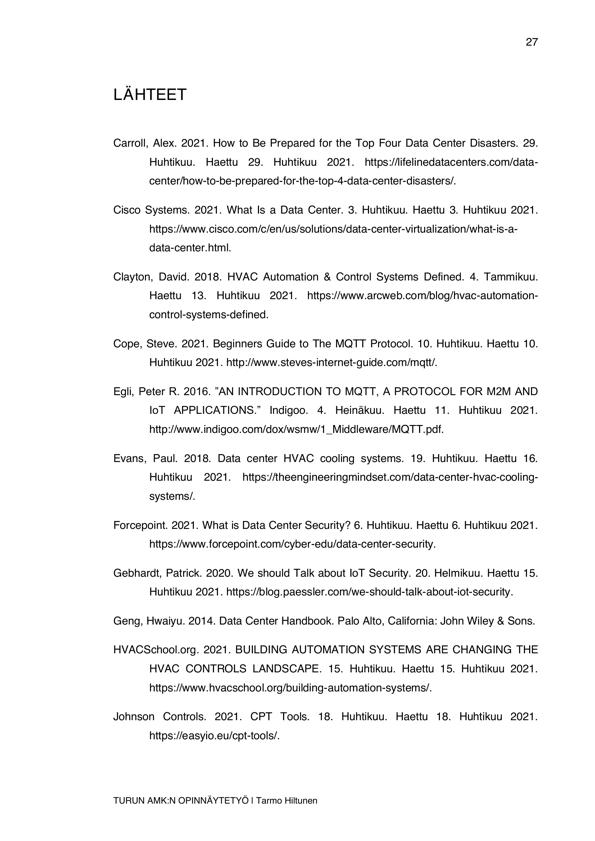 27
LÄHTEET
Carroll, Alex. 2021. How to Be Prepared for the Top Four Data Center Disasters. 29.
Huhtikuu. Haettu 29. Huhtikuu 2021. https://lifelinedatacenters.com/data-
center/how-to-be-prepared-for-the-top-4-data-center-disasters/.
Cisco Systems. 2021. What Is a Data Center. 3. Huhtikuu. Haettu 3. Huhtikuu 2021.
https://www.cisco.com/c/en/us/solutions/data-center-virtualization/what-is-a-
data-center.html.
Clayton, David. 2018. HVAC Automation & Control Systems Defined. 4. Tammikuu.
Haettu 13. Huhtikuu 2021. https://www.arcweb.com/blog/hvac-automation-
control-systems-defined.
Cope, Steve. 2021. Beginners Guide to The MQTT Protocol. 10. Huhtikuu. Haettu 10.
Huhtikuu 2021. http://www.steves-internet-guide.com/mqtt/.
Egli, Peter R. 2016. ”AN INTRODUCTION TO MQTT, A PROTOCOL FOR M2M AND
IoT APPLICATIONS.” Indigoo. 4. Heinäkuu. Haettu 11. Huhtikuu 2021.
http://www.indigoo.com/dox/wsmw/1_Middleware/MQTT.pdf.
Evans, Paul. 2018. Data center HVAC cooling systems. 19. Huhtikuu. Haettu 16.
Huhtikuu 2021. https://theengineeringmindset.com/data-center-hvac-cooling-
systems/.
Forcepoint. 2021. What is Data Center Security? 6. Huhtikuu. Haettu 6. Huhtikuu 2021.
https://www.forcepoint.com/cyber-edu/data-center-security.
Gebhardt, Patrick. 2020. We should Talk about IoT Security. 20. Helmikuu. Haettu 15.
Huhtikuu 2021. https://blog.paessler.com/we-should-talk-about-iot-security.
Geng, Hwaiyu. 2014. Data Center Handbook. Palo Alto, California: John Wiley & Sons.
HVACSchool.org. 2021. BUILDING AUTOMATION SYSTEMS ARE CHANGING THE
HVAC CONTROLS LANDSCAPE. 15. Huhtikuu. Haettu 15. Huhtikuu 2021.
https://www.hvacschool.org/building-automation-systems/.
Johnson Controls. 2021. CPT Tools. 18. Huhtikuu. Haettu 18. Huhtikuu 2021.
https://easyio.eu/cpt-tools/.
TURUN AMK:N OPINNÄYTETYÖ | Tarmo Hiltunen